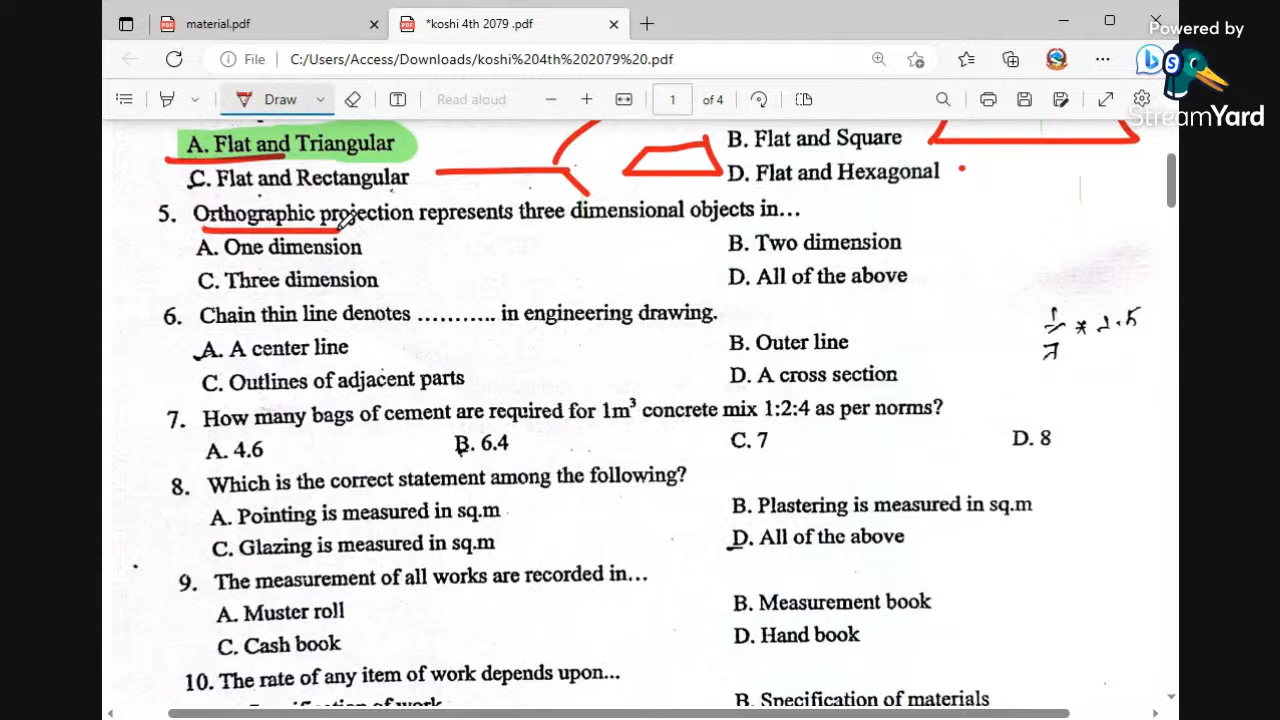 material.pdf
*koshi 4th 2079 .pdf
Powered by
StreamYard
File
C:/Users/Access/Downloads/koshi%204th%202079%20.pdf
Draw
Read aloud
1 of 4
A. Flat and Triangular
B. Flat and Square
C. Flat and Rectangular
D. Flat and Hexagonal
5. Orthographic projection represents three dimensional objects in...
A. One dimension
B. Two dimension
C. Three dimension
D. All of the above
6. Chain thin line denotes ........... in engineering drawing.
A. A center line
B. Outer line
C. Outlines of adjacent parts
D. A cross section
7. How many bags of cement are required for 1m³ concrete mix 1:2:4 as per norms?
A. 4.6
B. 6.4
C. 7
D. 8
8. Which is the correct statement among the following?
A. Pointing is measured in sq.m
B. Plastering is measured in sq.m
C. Glazing is measured in sq.m
D. All of the above
9. The measurement of all works are recorded in...
A. Muster roll
B. Measurement book
C. Cash book
D. Hand book
10. The rate of any item of work depends upon...
B. Specification of materials